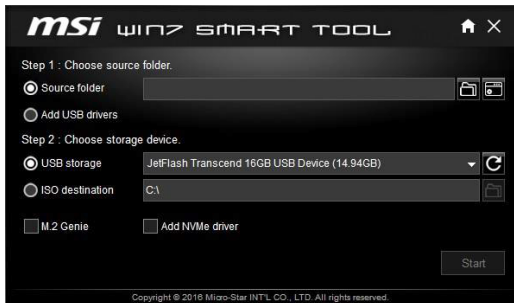 msi WIN7 SMART TOOL
Step 1 : Choose source folder.
Source folder
Add USB drivers
Step 2 : Choose storage device.
USB storage JetFlash Transcend 16GB USB Device (14.94GB)
ISO destination C:\
M.2 Genie Add NVMe driver
Start
Copyright © 2016 Micro-Star INT'L CO., LTD. All rights reserved.